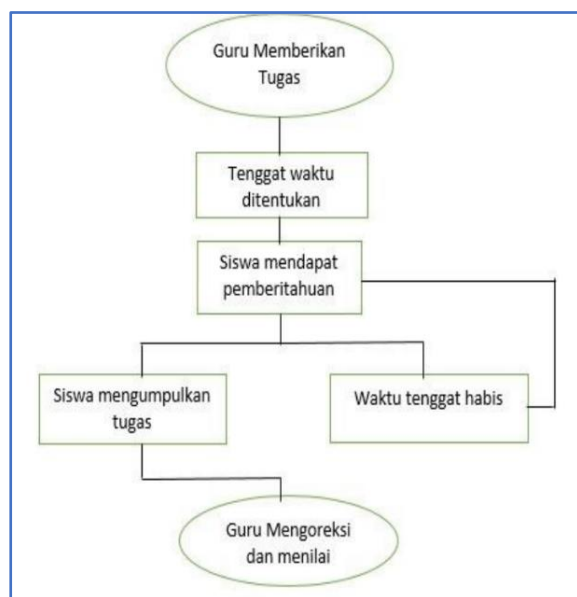 Guru Memberikan
Tugas
Tenggat waktu
ditentukan
Siswa mendapat
pemberitahuan
Siswa mengumpulkan
tugas
Waktu tenggat habis
Guru Mengoreksi
dan menilai